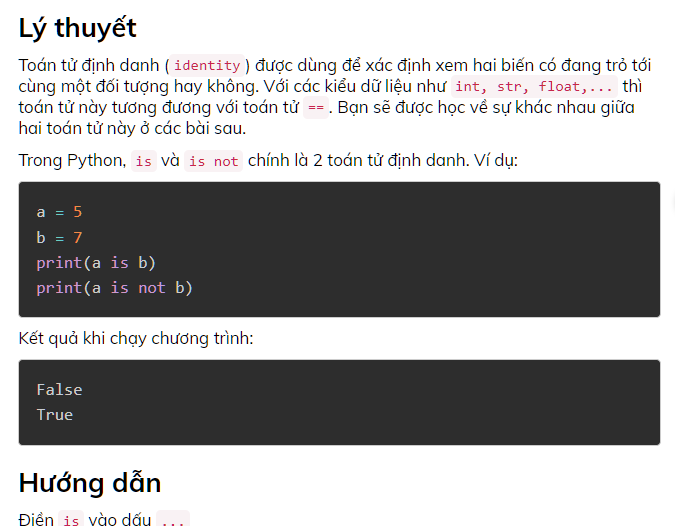 Lý thuyết
Toán tử định danh ( identity ) được dùng để xác định xem hai biến có đang trỏ tới
cùng một đối tượng hay không. Với các kiểu dữ liệu như int, str, float,... thì
toán tử này tương đương với toán tử == . Bạn sẽ được học về sự khác nhau giữa
hai toán tử này ở các bài sau.
Trong Python, is và is not chính là 2 toán tử định danh. Ví dụ:
a = 5
b = 7
print(a is b)
print(a is not b)
Kết quả khi chạy chương trình:
False
True
Hướng dẫn
Điền is vào dấu ...